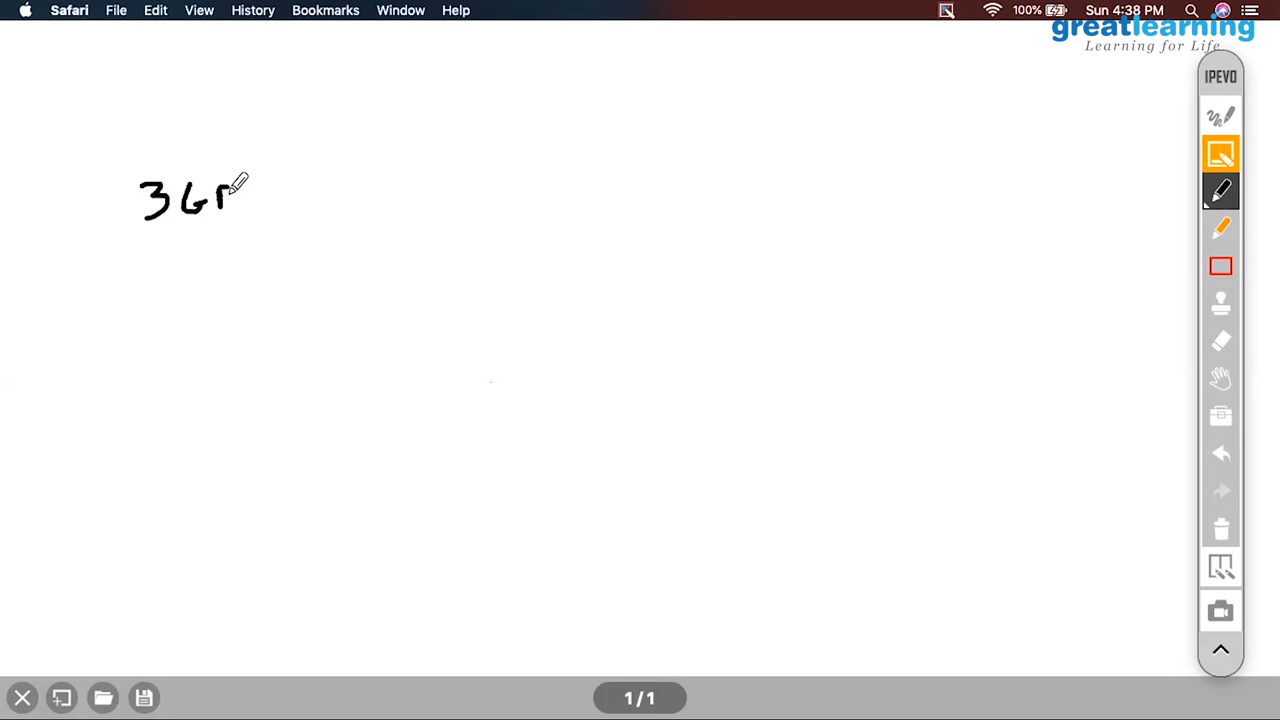 Safari File Edit View History Bookmarks Window Help 100% Sun 4:38 PM
greatlearning
Learning for Life
IPEVO
3 G r
1/1